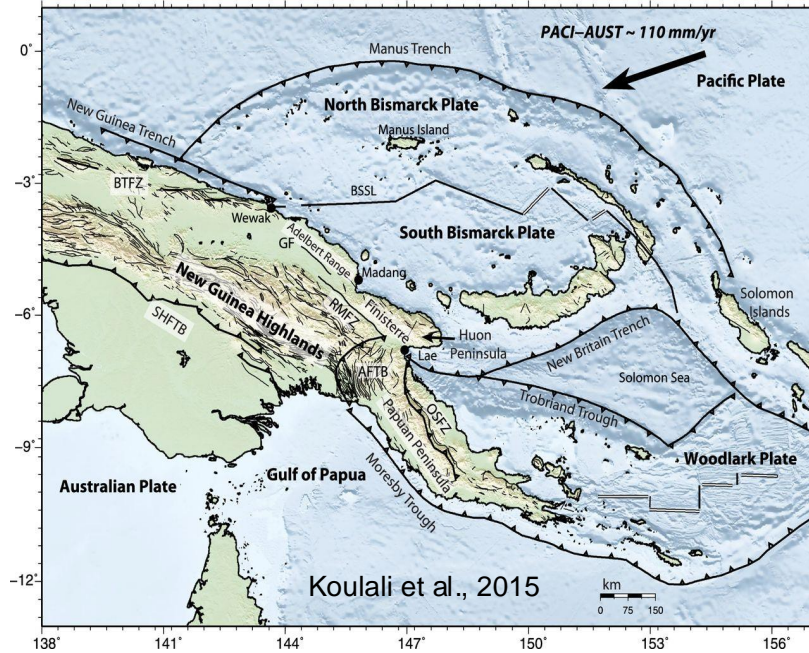 0°
PACI–AUST ~ 110 mm/yr
Manus Trench
Pacific Plate
North Bismarck Plate
New Guinea Trench
Manus Island
−3°
BTFZ
BSSL
Wewak
GF
Adelbert Range
South Bismarck Plate
Madang
New Guinea Highlands
RMFZ
Finisterre
Solomon
Islands
−6°
SHFTB
Huon
Peninsula
New Britain Trench
Lae
AFTB
Solomon Sea
Trobriand Trough
OSFZ
Papuan Peninsula
−9°
Woodlark Plate
Australian Plate
Gulf of Papua
Moresby Trough
−12°
Koulali et al., 2015
km
0 75 150
138° 141° 144° 147° 150° 153° 156°